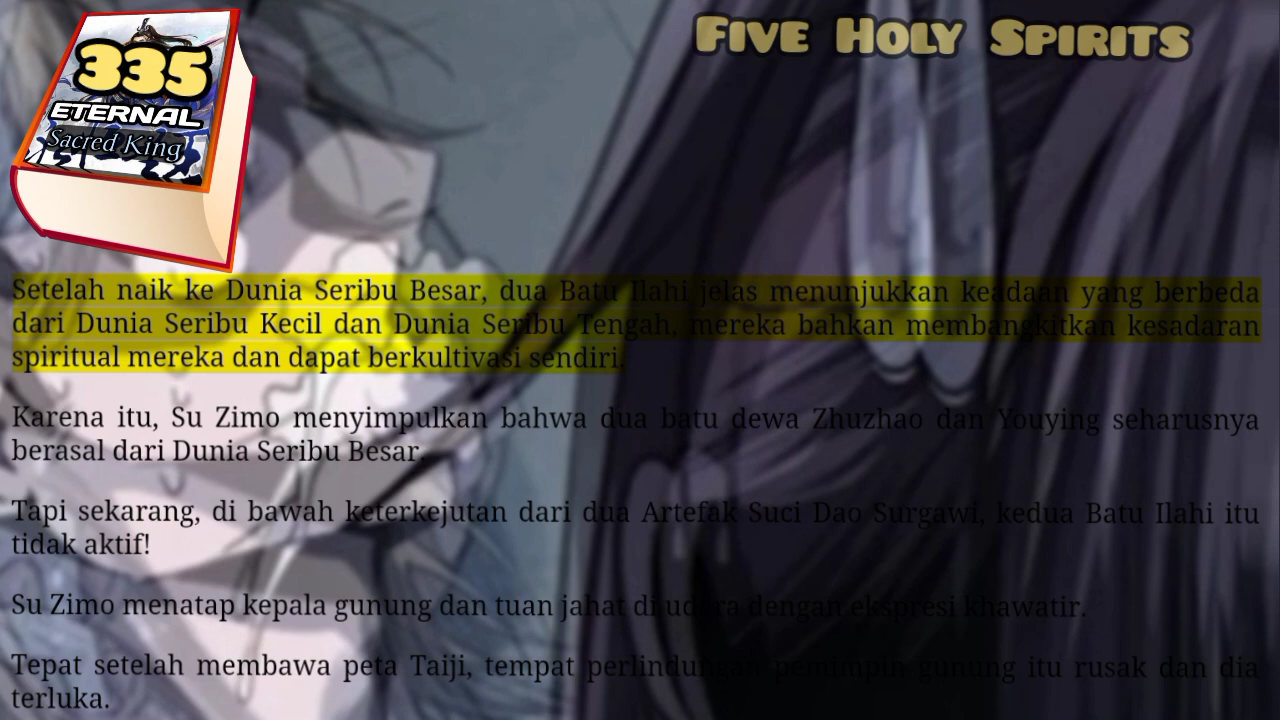 Five Holy Spirits
335
ETERNAL
Sacred King
Setelah naik ke Dunia Seribu Besar, dua Batu Ilahi jelas menunjukkan keadaan yang berbeda
dari Dunia Seribu Kecil dan Dunia Seribu Tengah, mereka bahkan membangkitkan kesadaran
spiritual mereka dan dapat berkultivasi sendiri.
Karena itu, Su Zimo menyimpulkan bahwa dua batu dewa Zhuzhao dan Youying seharusnya
berasal dari Dunia Seribu Besar.
Tapi sekarang, di bawah keterkejutan dari dua Artefak Suci Dao Surgawi, kedua Batu Ilahi itu
tidak aktif!
Su Zimo menatap kepala gunung dan tuan jahat di udara dengan ekspresi khawatir.
Tepat setelah membawa peta Taiji, tempat perlindungan pemimpin gunung itu rusak dan dia
terluka.